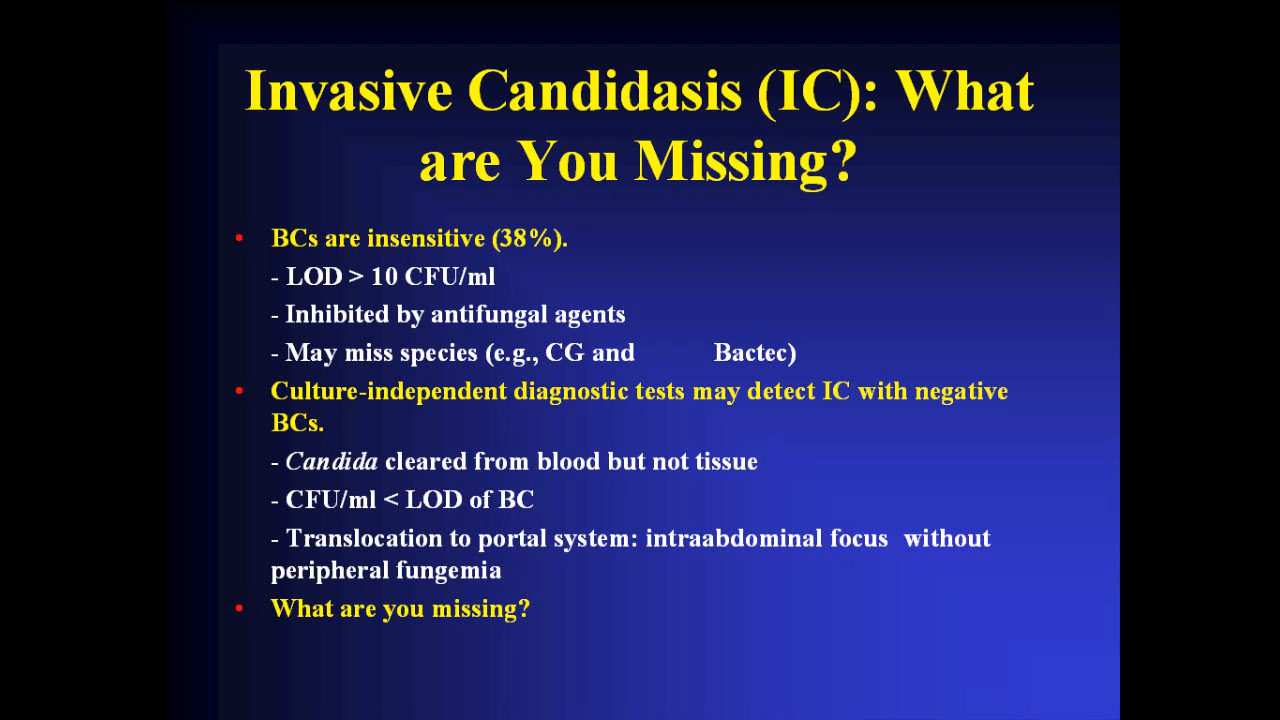 Invasive Candidasis (IC): What
are You Missing?
• BCs are insensitive (38%).
- LOD > 10 CFU/ml
- Inhibited by antifungal agents
- May miss species (e.g., CG and Bactec)
• Culture-independent diagnostic tests may detect IC with negative
BCs.
- Candida cleared from blood but not tissue
- CFU/ml < LOD of BC
- Translocation to portal system: intraabdominal focus without
peripheral fungemia
• What are you missing?